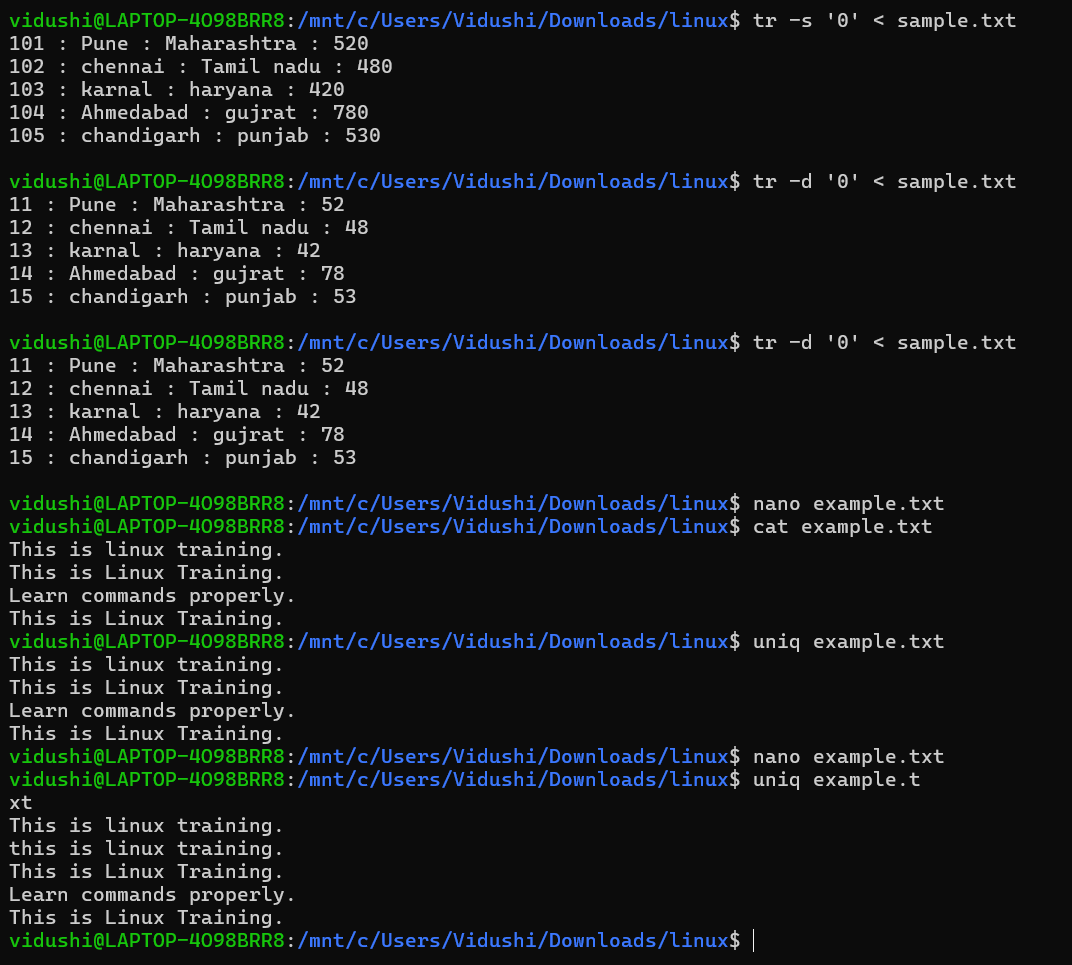 vidushi@LAPTOP-4O98BRR8:/mnt/c/Users/Vidushi/Downloads/linux$ tr -s '0' < sample.txt
101 : Pune : Maharashtra : 520
102 : chennai : Tamil nadu : 480
103 : karnal : haryana : 420
104 : Ahmedabad : gujrat : 780
105 : chandigarh : punjab : 530
vidushi@LAPTOP-4O98BRR8:/mnt/c/Users/Vidushi/Downloads/linux$ tr -d '0' < sample.txt
11 : Pune : Maharashtra : 52
12 : chennai : Tamil nadu : 48
13 : karnal : haryana : 42
14 : Ahmedabad : gujrat : 78
15 : chandigarh : punjab : 53
vidushi@LAPTOP-4O98BRR8:/mnt/c/Users/Vidushi/Downloads/linux$ tr -d '0' < sample.txt
11 : Pune : Maharashtra : 52
12 : chennai : Tamil nadu : 48
13 : karnal : haryana : 42
14 : Ahmedabad : gujrat : 78
15 : chandigarh : punjab : 53
vidushi@LAPTOP-4O98BRR8:/mnt/c/Users/Vidushi/Downloads/linux$ nano example.txt
vidushi@LAPTOP-4O98BRR8:/mnt/c/Users/Vidushi/Downloads/linux$ cat example.txt
This is linux training.
This is Linux Training.
Learn commands properly.
This is Linux Training.
vidushi@LAPTOP-4O98BRR8:/mnt/c/Users/Vidushi/Downloads/linux$ uniq example.txt
This is linux training.
This is Linux Training.
Learn commands properly.
This is Linux Training.
vidushi@LAPTOP-4O98BRR8:/mnt/c/Users/Vidushi/Downloads/linux$ nano example.txt
vidushi@LAPTOP-4O98BRR8:/mnt/c/Users/Vidushi/Downloads/linux$ uniq example.t
xt
This is linux training.
this is linux training.
This is Linux Training.
Learn commands properly.
This is Linux Training.
vidushi@LAPTOP-4O98BRR8:/mnt/c/Users/Vidushi/Downloads/linux$